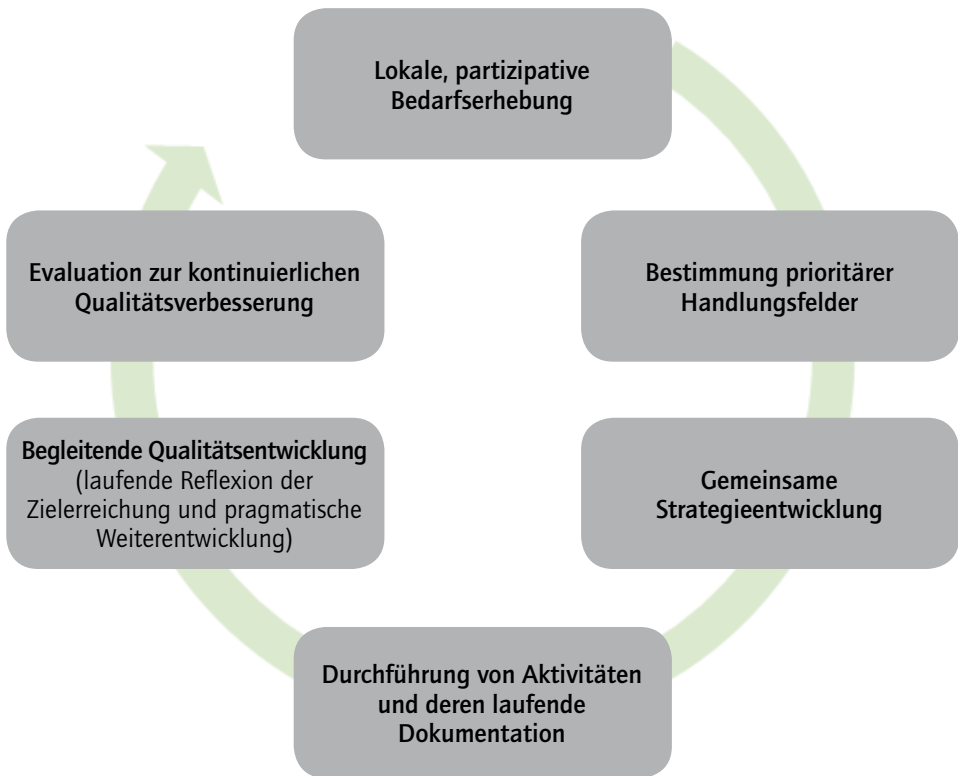 Lokale, partizipative
Bedarfserhebung
Bestimmung prioritärer
Handlungsfelder
Gemeinsame
Strategieentwicklung
Durchführung von Aktivitäten
und deren laufende
Dokumentation
Begleitende Qualitätsentwicklung
(laufende Reflexion der
Zielerreichung und pragmatische
Weiterentwicklung)
Evaluation zur kontinuierlichen
Qualitätsverbesserung